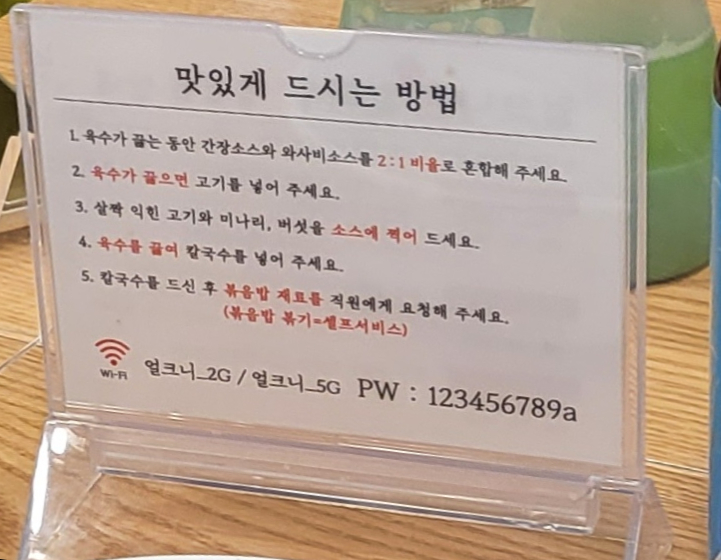 맛있게 드시는 방법
1. 육수가 끓는 동안 간장소스와 와사비소스를 2:1 비율로 혼합해 주세요.
2. 육수가 끓으면 고기를 넣어 주세요.
3. 살짝 익힌 고기와 미나리, 버섯을 소스에 찍어 드세요.
4. 육수를 끓여 칼국수를 넣어 주세요.
5. 칼국수를 드신 후 볶음밥 재료를 직원에게 요청해 주세요.
(볶음밥 볶기=셀프서비스)
Wi-Fi 얼크니_2G / 얼크니_5G PW : 123456789a